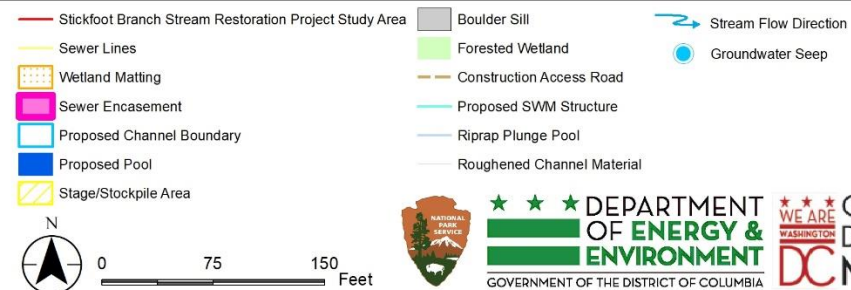 Stickfoot Branch Stream Restoration Project Study Area
Sewer Lines
Wetland Matting
Sewer Encasement
Proposed Channel Boundary
Proposed Pool
Stage/Stockpile Area
Boulder Sill
Forested Wetland
Construction Access Road
Proposed SWM Structure
Riprap Plunge Pool
Roughened Channel Material
Stream Flow Direction
Groundwater Seep
N
0 75 150 Feet
NATIONAL
PARK
SERVICE
DEPARTMENT
OF ENERGY &
ENVIRONMENT
GOVERNMENT OF THE DISTRICT OF COLUMBIA
WE ARE
WASHINGTON
DC